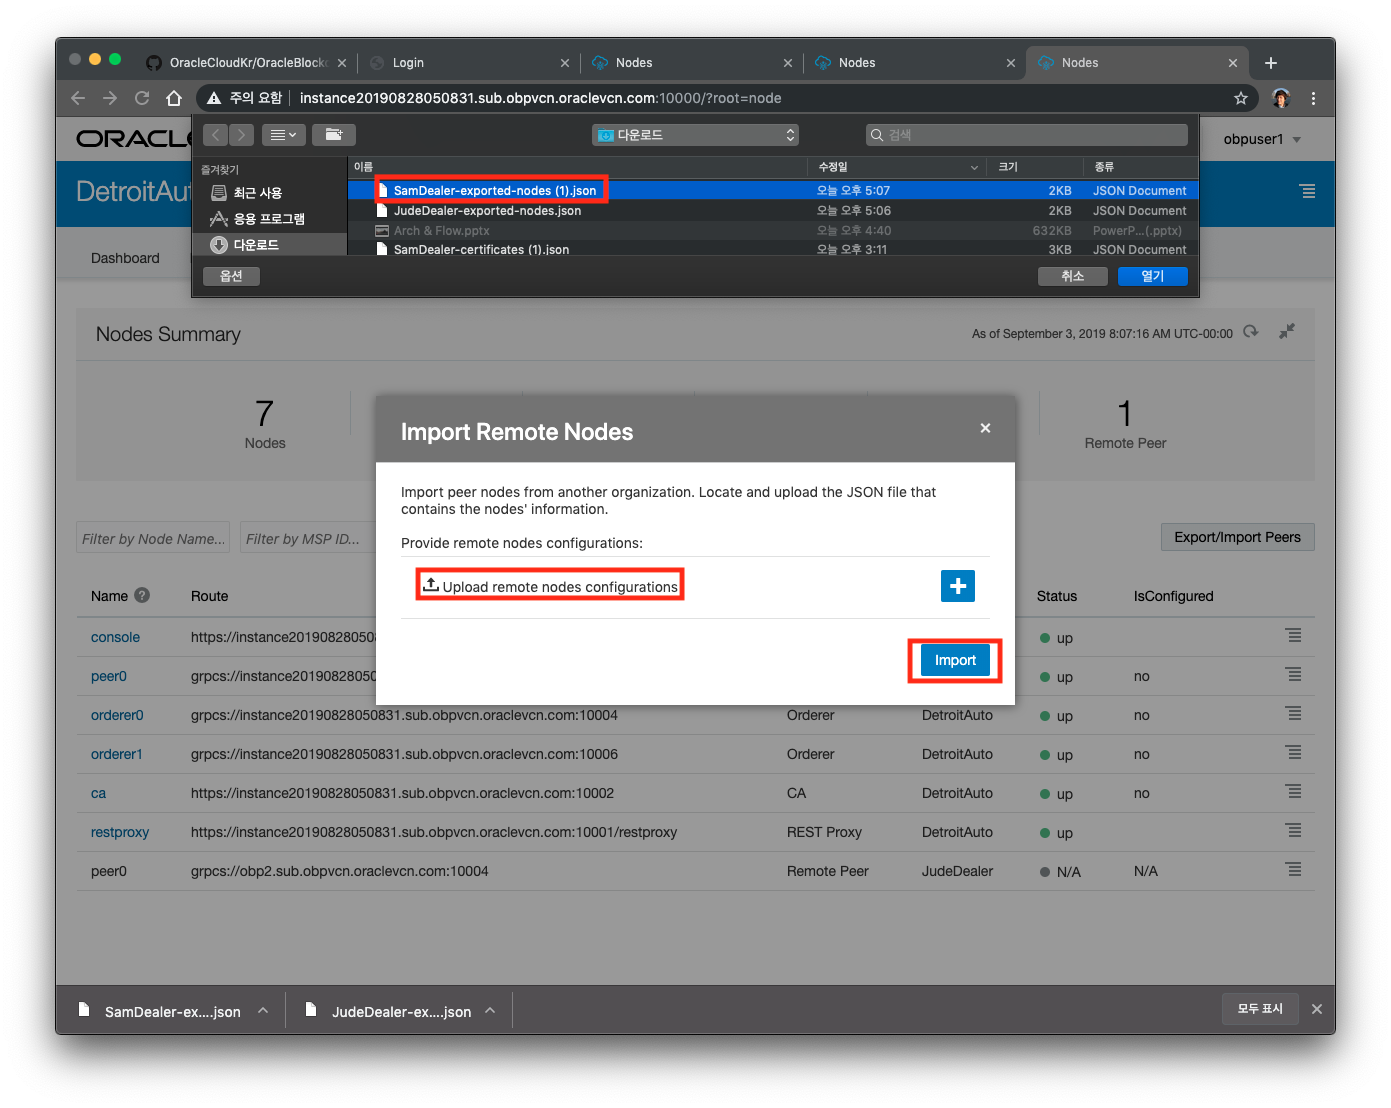 OracleCloudKr/OracleBlockc
Login
Nodes
Nodes
Nodes
주의 요함
instance20190828050831.sub.obpvcn.oraclevcn.com:10000/?root=node
ORACL
obpuser1
다운로드
검색
즐겨찾기
최근 사용
응용 프로그램
다운로드
이름 수정일 크기 종류
SamDealer-exported-nodes (1).json 오늘 오후 5:07 2KB JSON Document
JudeDealer-exported-nodes.json 오늘 오후 5:06 2KB JSON Document
Arch & Flow.pptx 오늘 오후 4:40 632KB PowerP...(.pptx)
SamDealer-certificates (1).json 오늘 오후 3:11 3KB JSON Document
옵션 취소 열기
DetroitAut
Dashboard
Nodes Summary
As of September 3, 2019 8:07:16 AM UTC-00:00
7
Nodes
1
Remote Peer
Import Remote Nodes
Import peer nodes from another organization. Locate and upload the JSON file that
contains the nodes' information.
Provide remote nodes configurations:
Upload remote nodes configurations
Import
Filter by Node Name...
Filter by MSP ID...
Export/Import Peers
Name Route Status IsConfigured
console https://instance201908280508 up
peer0 grpcs://instance20190828050 up no
orderer0 grpcs://instance20190828050831.sub.obpvcn.oraclevcn.com:10004 Orderer DetroitAuto up no
orderer1 grpcs://instance20190828050831.sub.obpvcn.oraclevcn.com:10006 Orderer DetroitAuto up no
ca https://instance20190828050831.sub.obpvcn.oraclevcn.com:10002 CA DetroitAuto up no
restproxy https://instance20190828050831.sub.obpvcn.oraclevcn.com:10001/restproxy REST Proxy DetroitAuto up
peer0 grpcs://obp2.sub.obpvcn.oraclevcn.com:10004 Remote Peer JudeDealer N/A N/A
SamDealer-ex....json
JudeDealer-ex....json
모두 표시